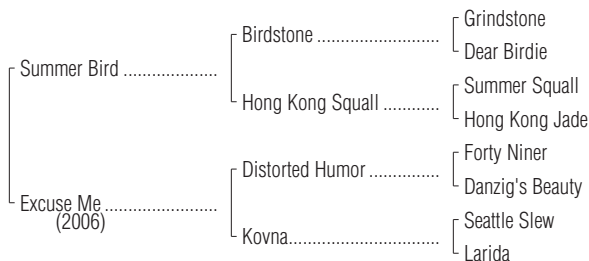 Grindstone
Birdstone ..........................
Dear Birdie
Summer Bird ....................
Summer Squall
Hong Kong Squall ............
Hong Kong Jade
Forty Niner
Distorted Humor ...............
Danzig's Beauty
Excuse Me ........................
(2006)
Seattle Slew
Kovna................................
Larida